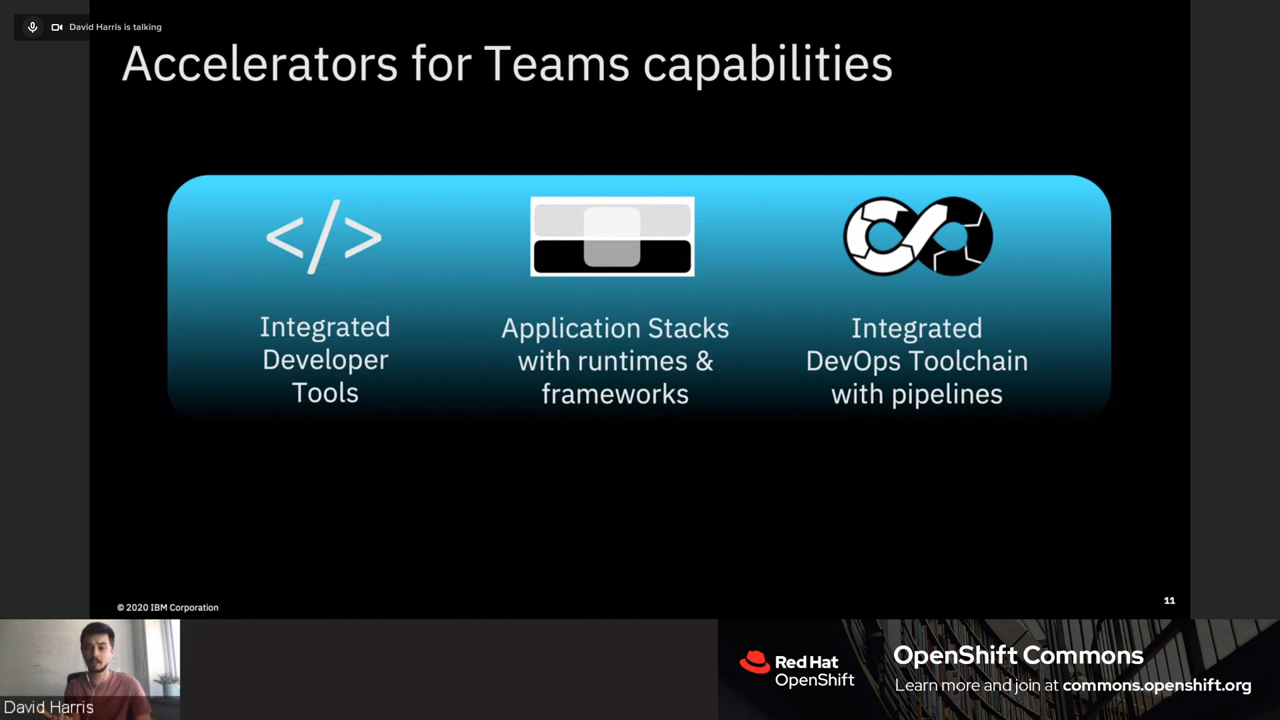 David Harris is talking
Accelerators for Teams capabilities
</>
Integrated
Developer
Tools
Application Stacks
with runtimes &
frameworks
Integrated
DevOps Toolchain
with pipelines
© 2020 IBM Corporation
11
David Harris
Red Hat
OpenShift
OpenShift Commons
Learn more and join at commons.openshift.org